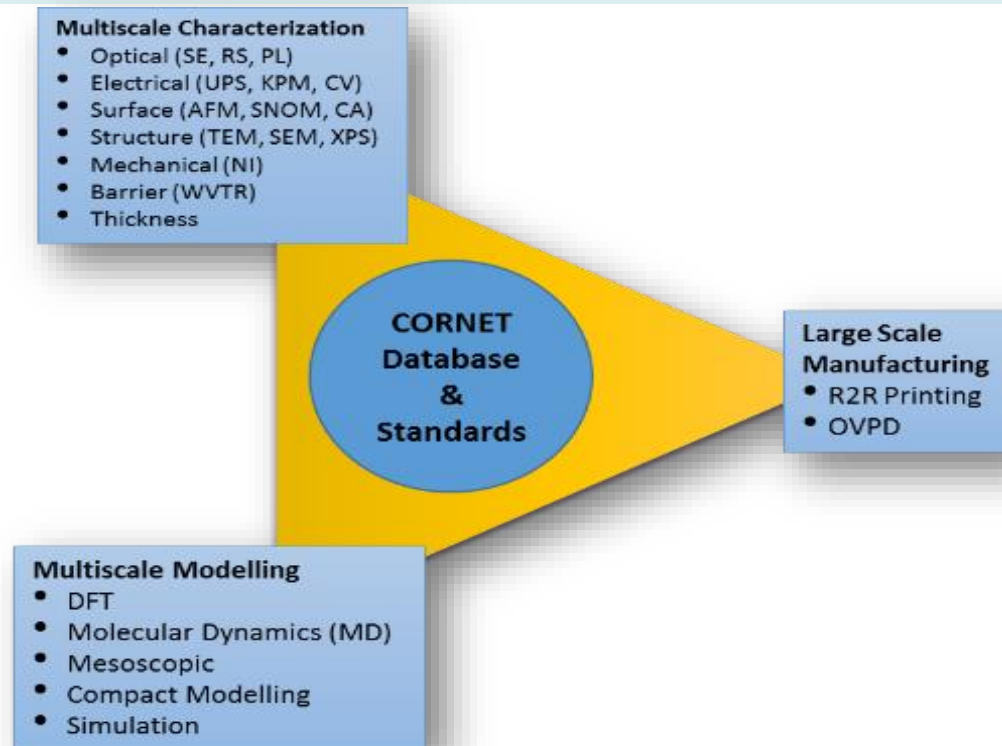 Multiscale Characterization
• Optical (SE, RS, PL)
• Electrical (UPS, KPM, CV)
• Surface (AFM, SNOM, CA)
• Structure (TEM, SEM, XPS)
• Mechanical (NI)
• Barrier (WVTR)
• Thickness
CORNET
Database
&
Standards
Large Scale
Manufacturing
• R2R Printing
• OVPD
Multiscale Modelling
• DFT
• Molecular Dynamics (MD)
• Mesoscopic
• Compact Modelling
• Simulation